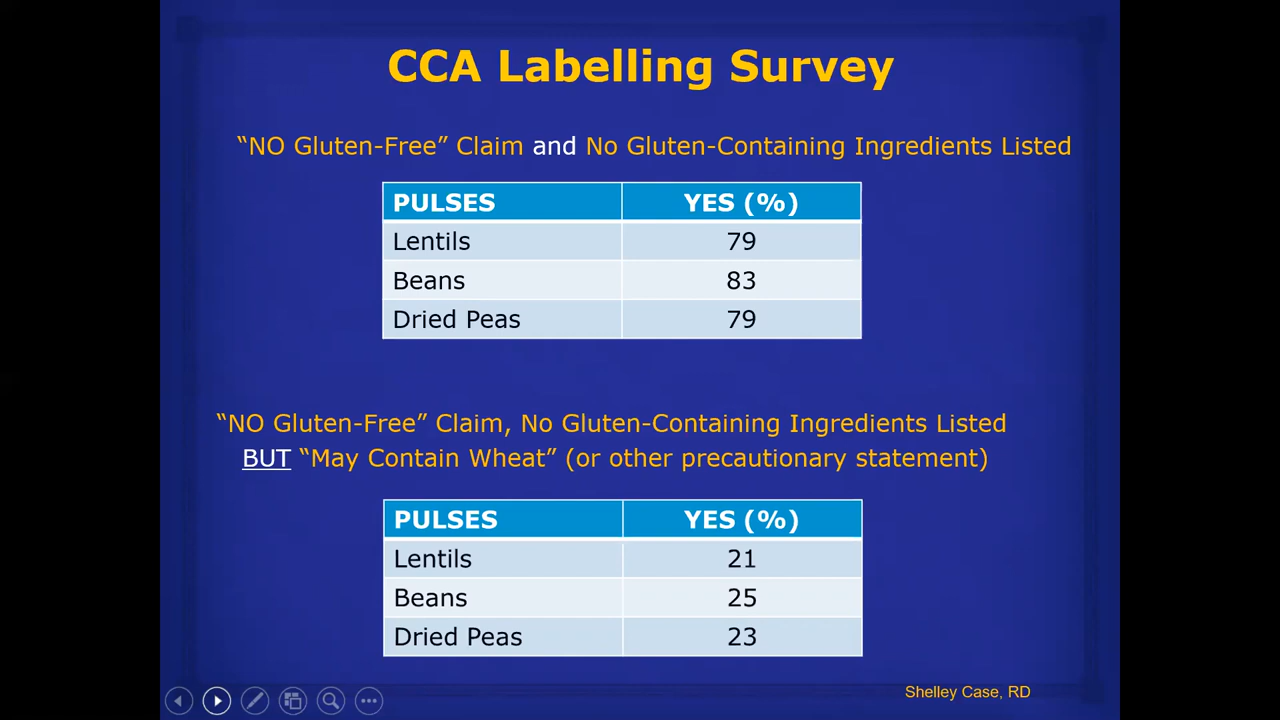 CCA Labelling Survey
“NO Gluten-Free” Claim and No Gluten-Containing Ingredients Listed
PULSES YES (%)
Lentils 79
Beans 83
Dried Peas 79
“NO Gluten-Free” Claim, No Gluten-Containing Ingredients Listed
BUT “May Contain Wheat” (or other precautionary statement)
PULSES YES (%)
Lentils 21
Beans 25
Dried Peas 23
Shelley Case, RD